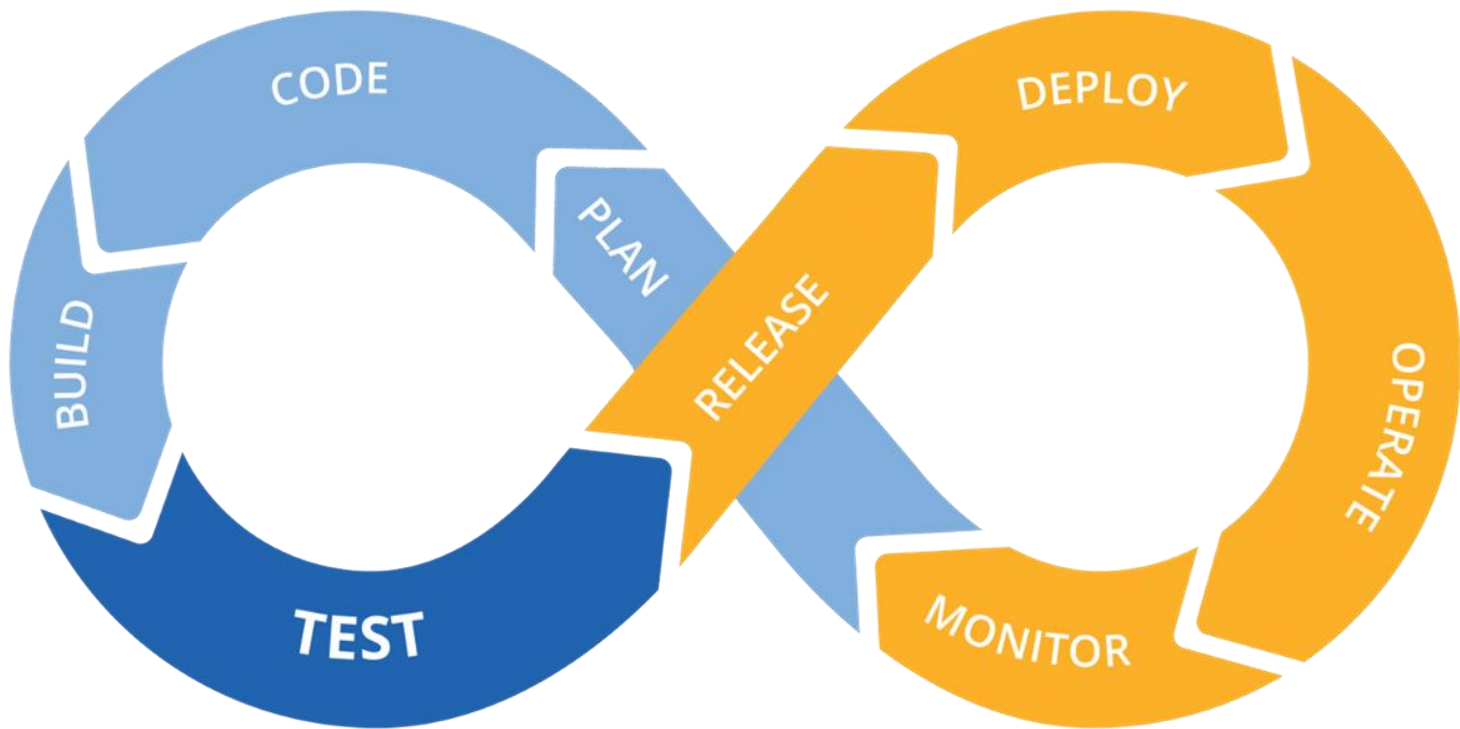 CODE
DEPLOY
PLAN
RELEASE
BUILD
OPERATE
TEST
MONITOR